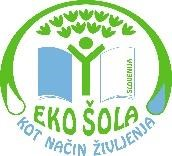 SLOVENIJA
EKO ŠOLA
KOT NAČIN ŽIVLJENJA